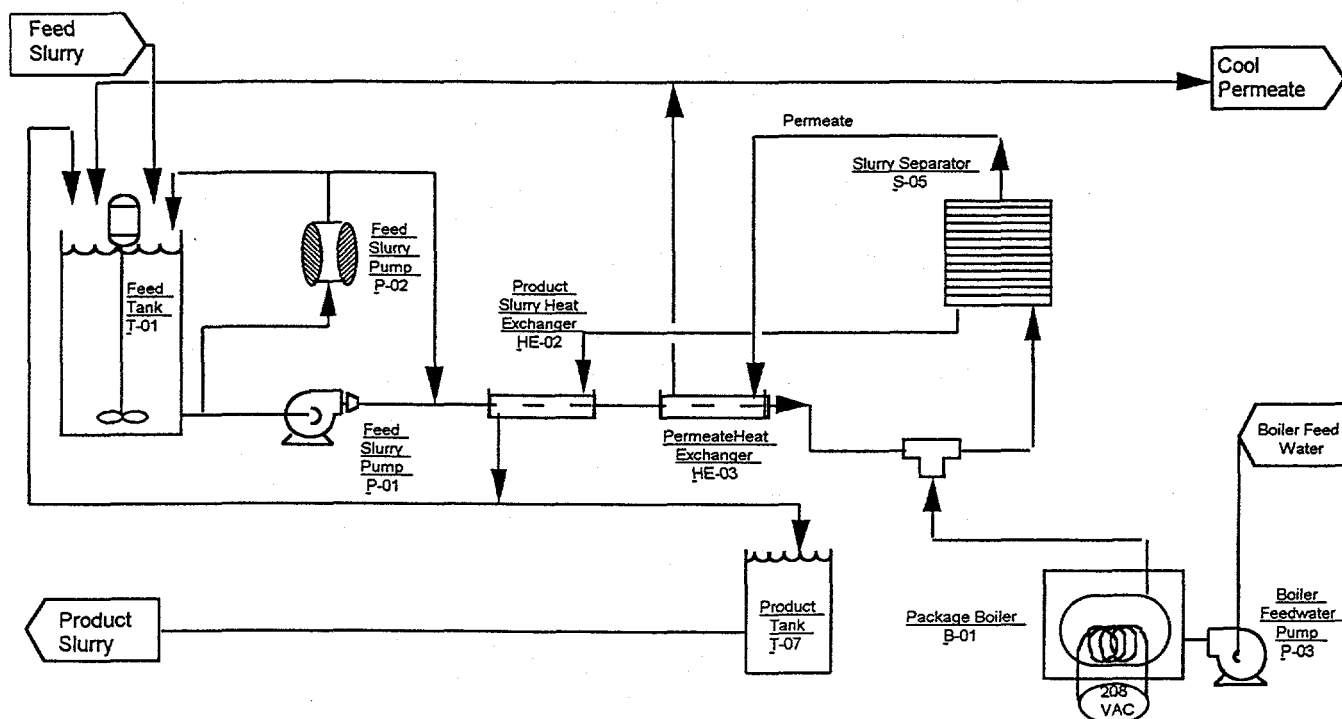 Feed
Slurry
Cool
Permeate
Permeate
Slurry Separator
S-05
Feed
Slurry
Pump
P-02
Feed
Tank
T-01
Product
Slurry Heat
Exchanger
HE-02
Feed
Slurry
Pump
P-01
PermeateHeat
Exchanger
HE-03
Boiler Feed
Water
Product
Slurry
Product
Tank
T-07
Package Boiler
B-01
208
VAC
Boiler
Feedwater
Pump
P-03